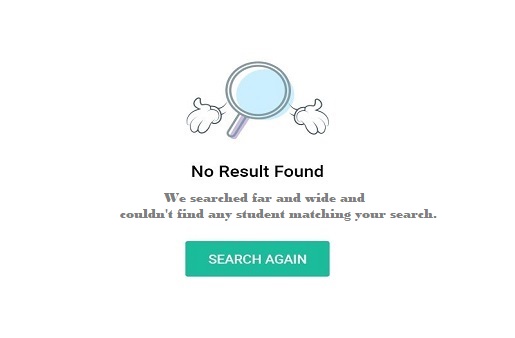 No Result Found
We searched far and wide and
couldn't find any student matching your search.
SEARCH AGAIN